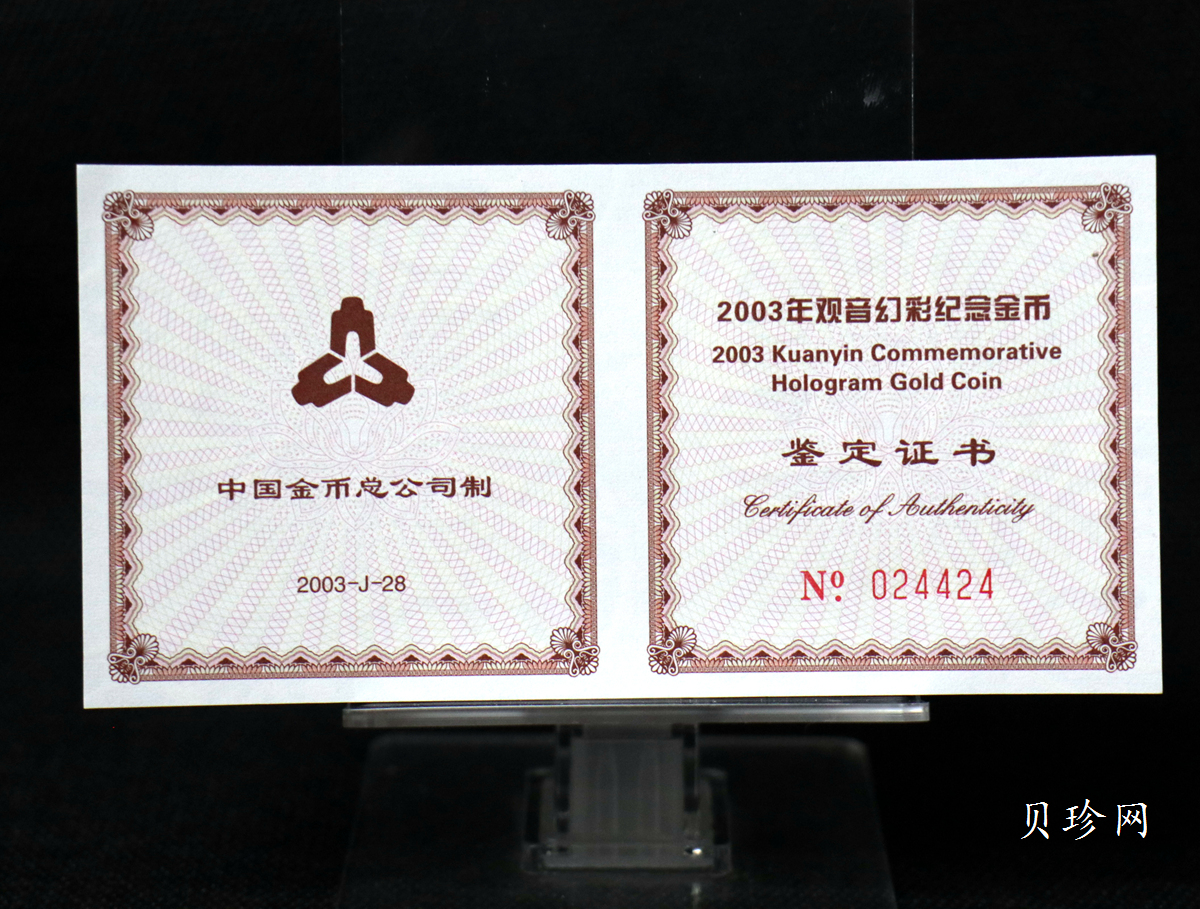 中国金币总公司制
2003-J-28
2003年观音幻彩纪念金币
2003 Kuanyin Commemorative
Hologram Gold Coin
鉴定证书
Certificate of Authenticity
Nº 024424
贝珍网